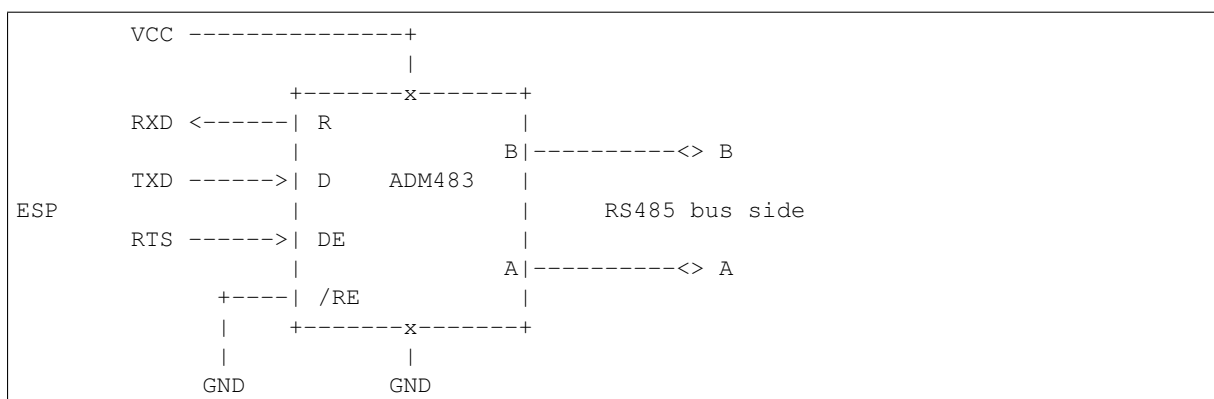 VCC ---------------+
|
+-------x-------+
RXD <------| R |
| B|----------<> B
TXD ------>| D ADM483 |
ESP | | RS485 bus side
RTS ------>| DE |
| A|----------<> A
+----| /RE |
| +-------x-------+
| |
GND GND